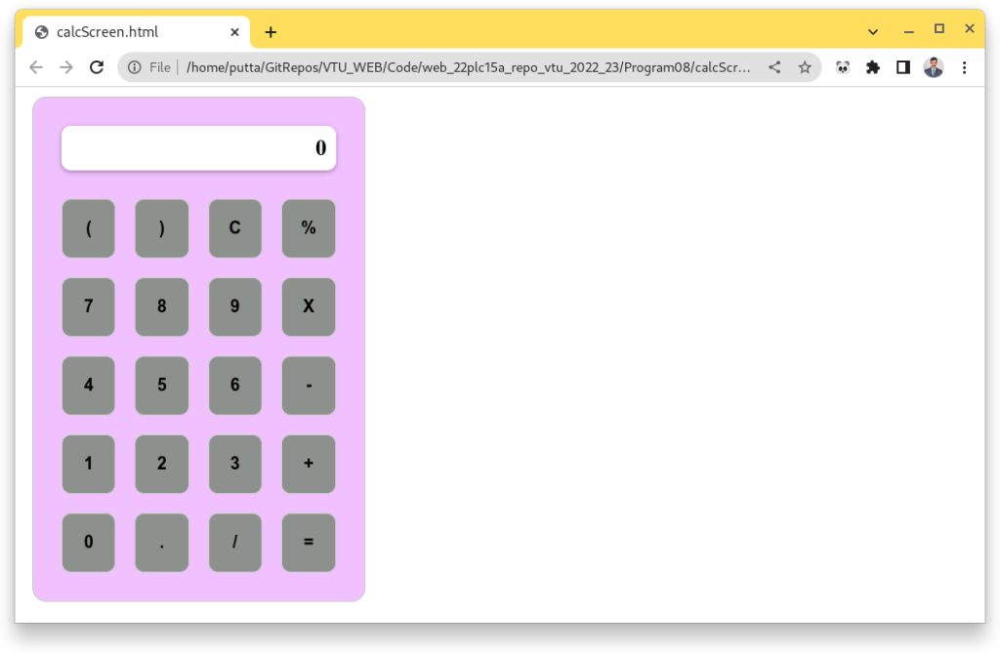 calcScreen.html
File | /home/putta/GitRepos/VTU_WEB/Code/web_22plc15a_repo_vtu_2022_23/Program08/calcScr...
0
( ) C %
7 8 9 X
4 5 6 -
1 2 3 +
0 . / =